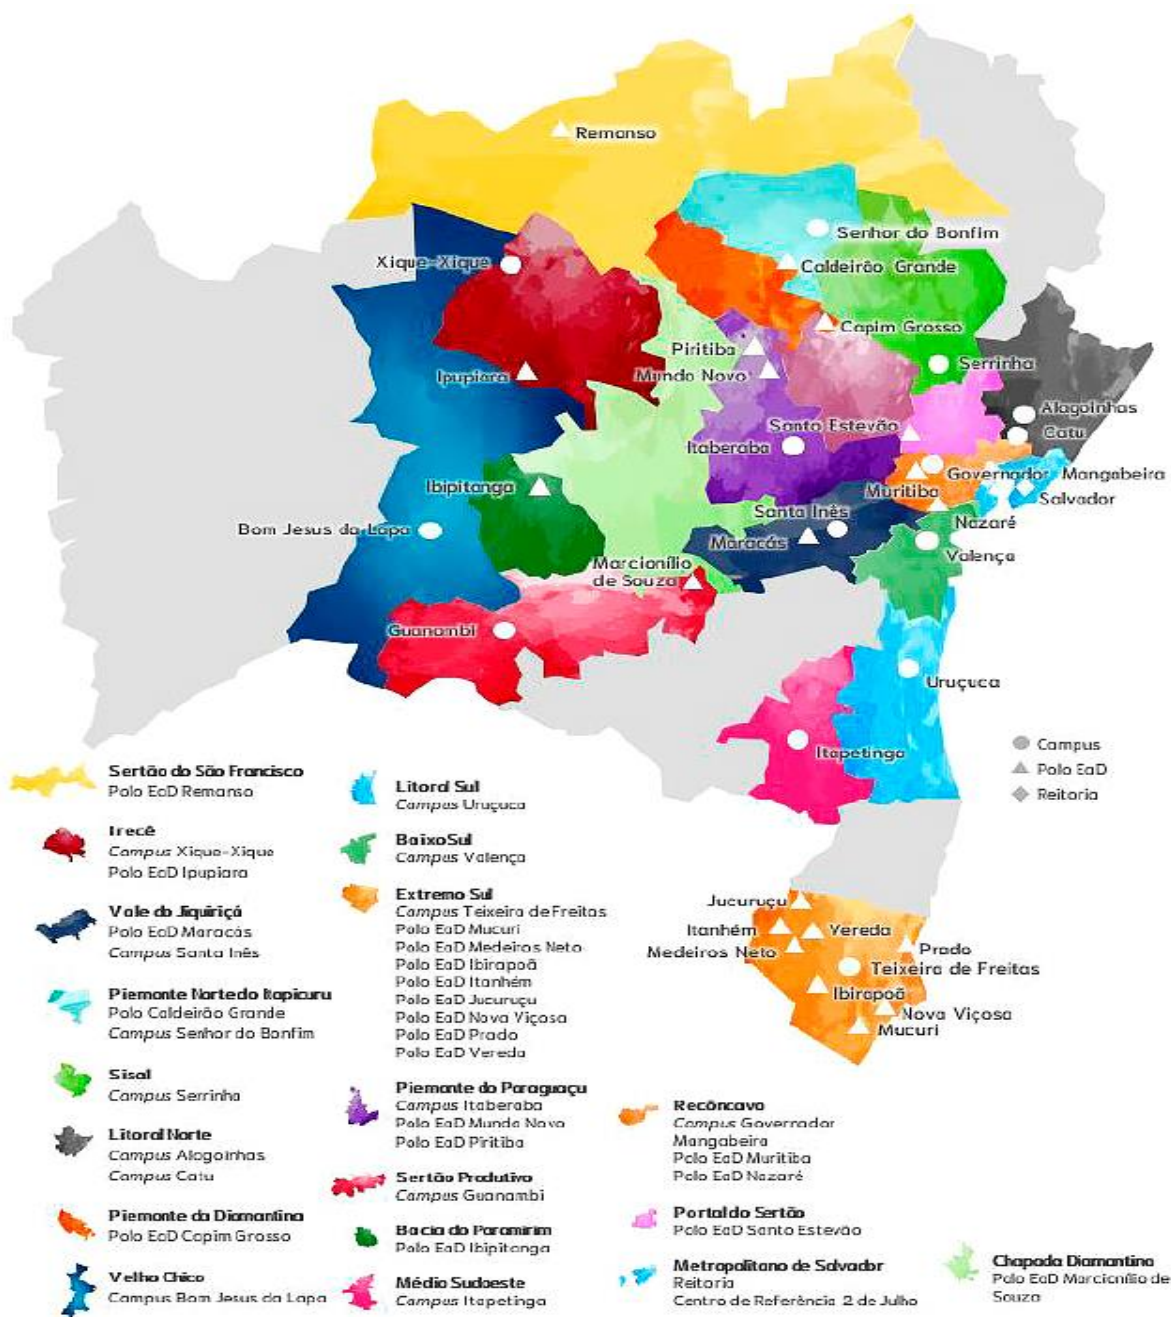 Remanso
Senhor do Bonfim
Xique-Xique
Caldeirão Grande
Capim Grosso
Piritiba
Mundo Novo
Ipupiara
Serrinha
Alagoinhas
Catu
Santo Estevão
Itaberaba
Governador Mangabeira
Ibipitanga
Muritiba
Salvador
Santa Inês
Nazaré
Bom Jesus da Lapa
Maracás
Valença
Marcionílio
de Souza
Guanambi
Uruçuca
Itapetinga
Campus
Polo EaD
Reitoria
Jucuruçu
Itanhém
Vereda
Medeiros Neto
Prado
Teixeira de Freitas
Ibirapoã
Nova Viçosa
Mucuri
Sertão do São Francisco
Polo EaD Remanso
Irecê
Campus Xique-Xique
Polo EaD Ipupiara
Vale do Jiquiriçá
Polo EaD Maracás
Campus Santa Inês
Piemonte Norte do Itapicuru
Polo Caldeirão Grande
Campus Senhor do Bonfim
Sisal
Campus Serrinha
Litoral Norte
Campus Alagoinhas
Campus Catu
Piemonte da Diamantina
Polo EaD Capim Grosso
Velho Chico
Campus Bom Jesus da Lapa
Litoral Sul
Campus Uruçuca
Baixo Sul
Campus Valença
Extremo Sul
Campus Teixeira de Freitas
Polo EaD Mucuri
Polo EaD Medeiros Neto
Polo EaD Ibirapoã
Polo EaD Itanhém
Polo EaD Jucuruçu
Polo EaD Nova Viçosa
Polo EaD Prado
Polo EaD Vereda
Piemonte do Paraguaçu
Campus Itaberaba
Polo EaD Mundo Novo
Polo EaD Piritiba
Sertão Produtivo
Campus Guanambi
Bacia do Paramirim
Polo EaD Ibipitanga
Médio Sudoeste
Campus Itapetinga
Recôncavo
Campus Governador
Mangabeira
Polo EaD Muritiba
Polo EaD Nazaré
Portal do Sertão
Polo EaD Santo Estevão
Metropolitano de Salvador
Reitoria
Centro de Referência 2 de Julho
Chapada Diamantina
Polo EaD Marcionílio de
Souza